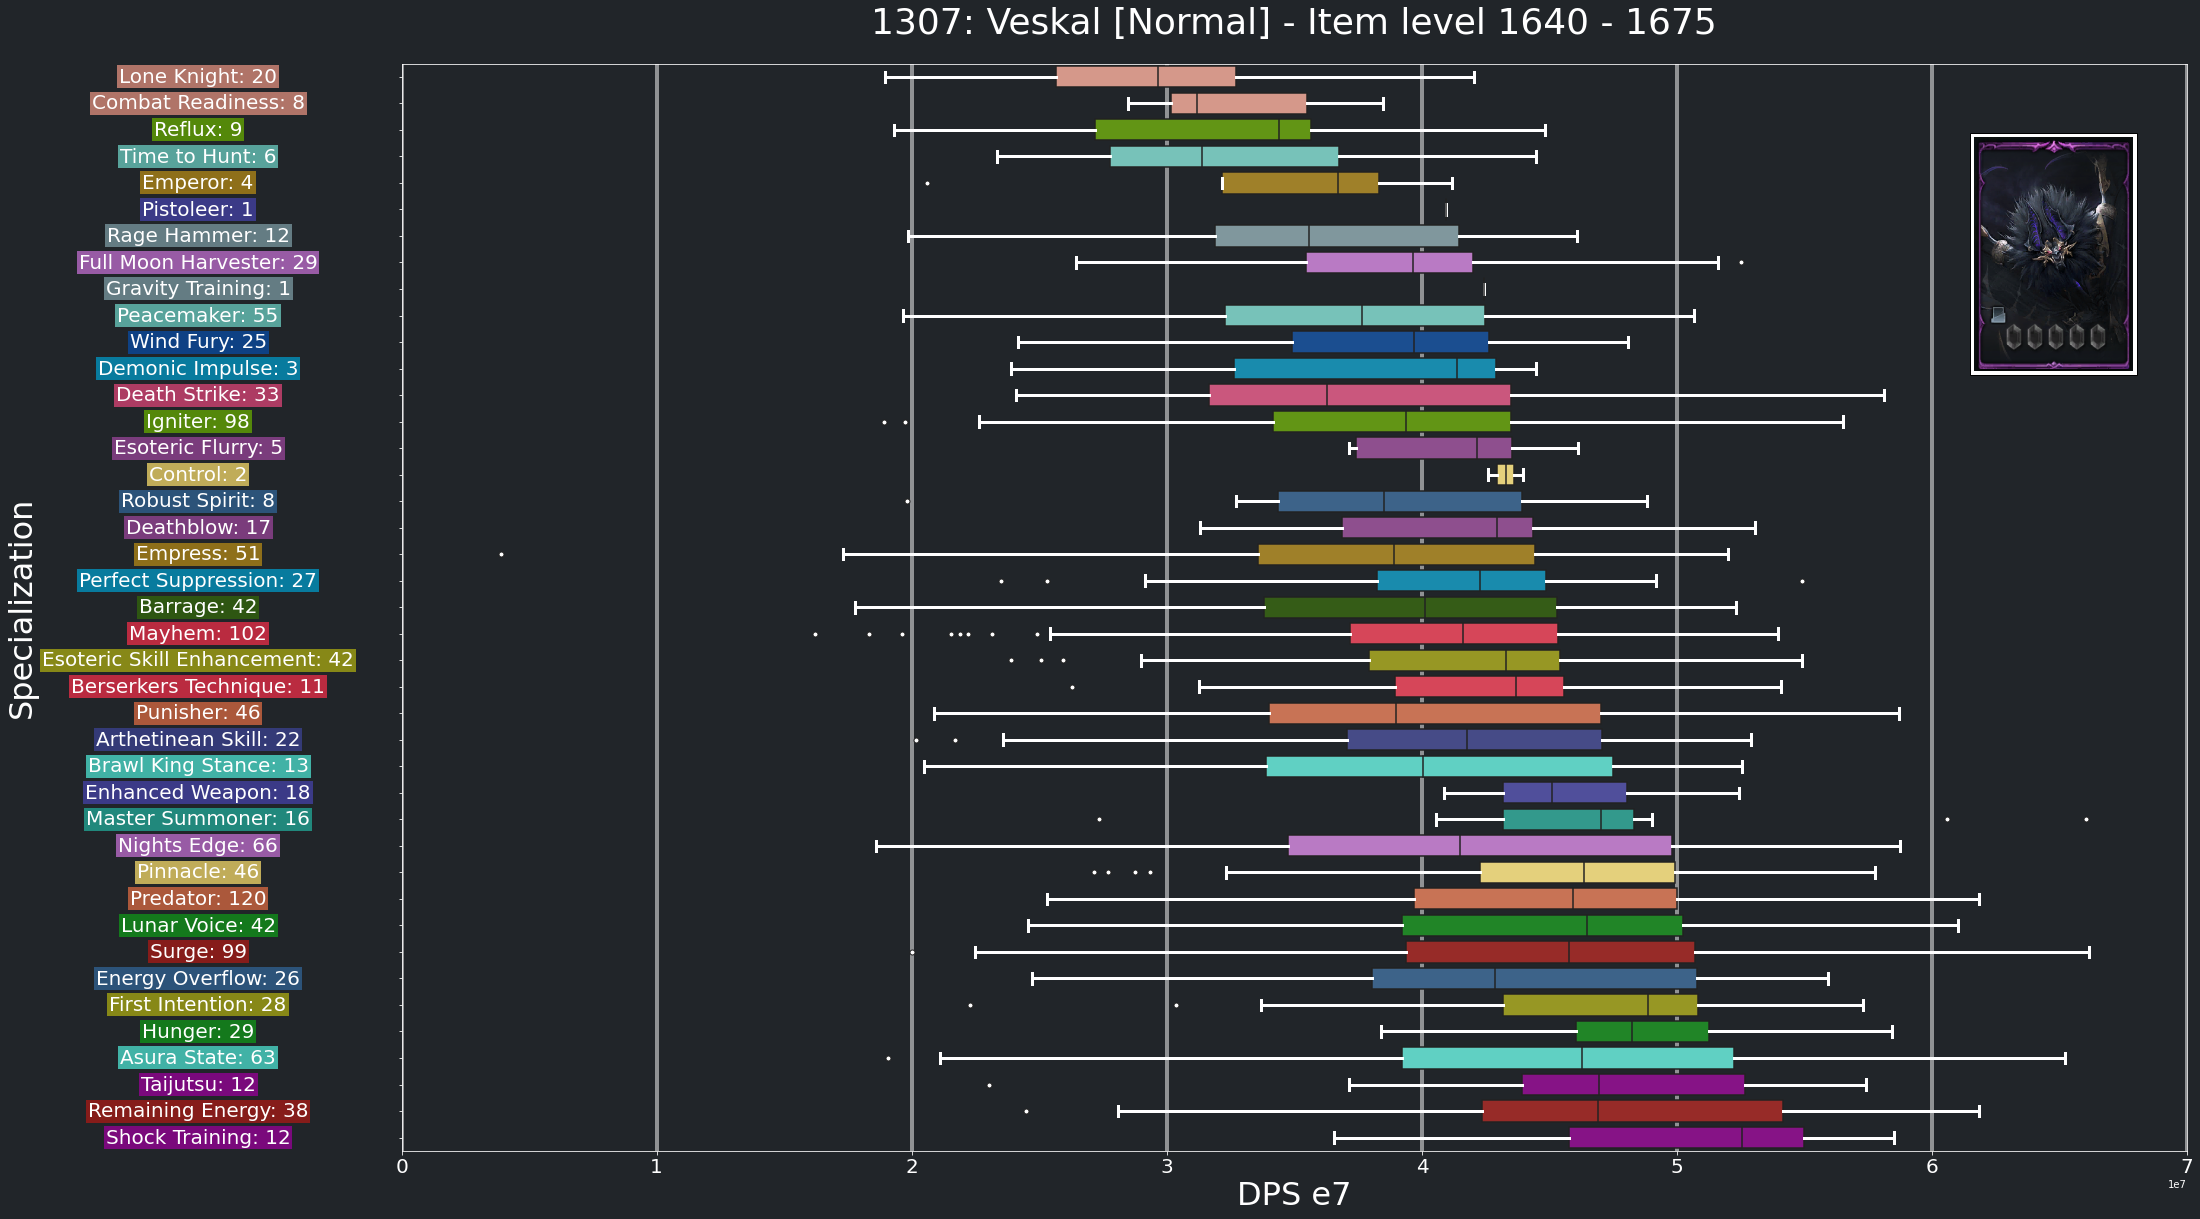 1307: Veskal [Normal] - Item level 1640 - 1675
Specialization
Lone Knight: 20
Combat Readiness: 8
Reflux: 9
Time to Hunt: 6
Emperor: 4
Pistoleer: 1
Rage Hammer: 12
Full Moon Harvester: 29
Gravity Training: 1
Peacemaker: 55
Wind Fury: 25
Demonic Impulse: 3
Death Strike: 33
Igniter: 98
Esoteric Flurry: 5
Control: 2
Robust Spirit: 8
Deathblow: 17
Empress: 51
Perfect Suppression: 27
Barrage: 42
Mayhem: 102
Esoteric Skill Enhancement: 42
Berserkers Technique: 11
Punisher: 46
Arthetinean Skill: 22
Brawl King Stance: 13
Enhanced Weapon: 18
Master Summoner: 16
Nights Edge: 66
Pinnacle: 46
Predator: 120
Lunar Voice: 42
Surge: 99
Energy Overflow: 26
First Intention: 28
Hunger: 29
Asura State: 63
Taijutsu: 12
Remaining Energy: 38
Shock Training: 12
0 1 2 3 4 5 6 7
1e7
DPS e7